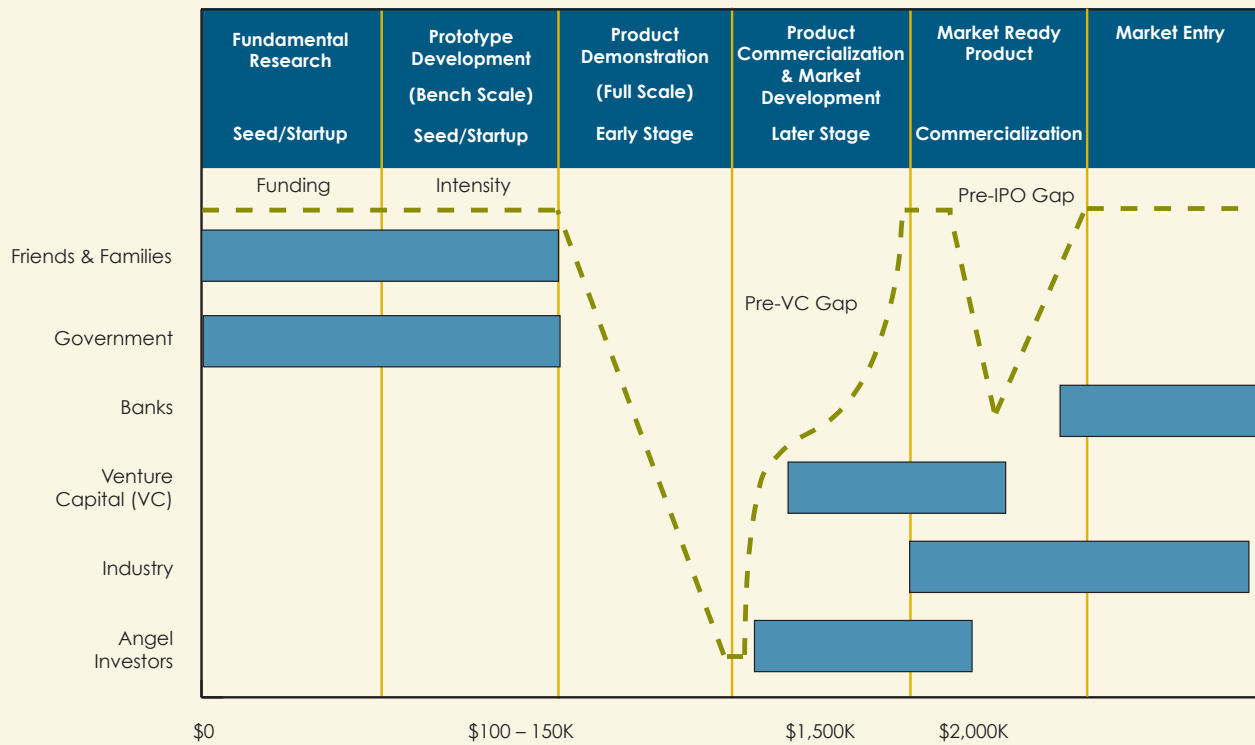 Fundamental
Research
Seed/Startup
Prototype
Development
(Bench Scale)
Seed/Startup
Product
Demonstration
(Full Scale)
Early Stage
Product
Commercialization
& Market
Development
Later Stage
Market Ready
Product
Commercialization
Market Entry
Funding
Intensity
Pre-IPO Gap
Pre-VC Gap
Friends & Families
Government
Banks
Venture
Capital (VC)
Industry
Angel
Investors
$0
$100 – 150K
$1,500K
$2,000K